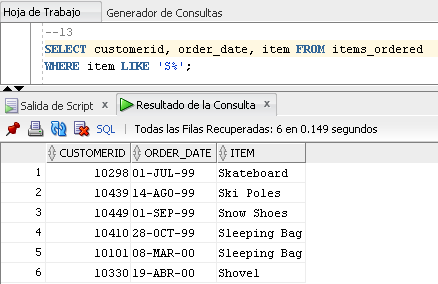 Hoja de Trabajo Generador de Consultas
--13
SELECT customerid, order_date, item FROM items_ordered
WHERE item LIKE 'S%';
Salida de Script x Resultado de la Consulta x
SQL | Todas las Filas Recuperadas: 6 en 0.149 segundos
CUSTOMERID ORDER_DATE ITEM
1 10298 01-JUL-99 Skateboard
2 10439 14-AGO-99 Ski Poles
3 10449 01-SEP-99 Snow Shoes
4 10410 28-OCT-99 Sleeping Bag
5 10101 08-MAR-00 Sleeping Bag
6 10330 19-ABR-00 Shovel